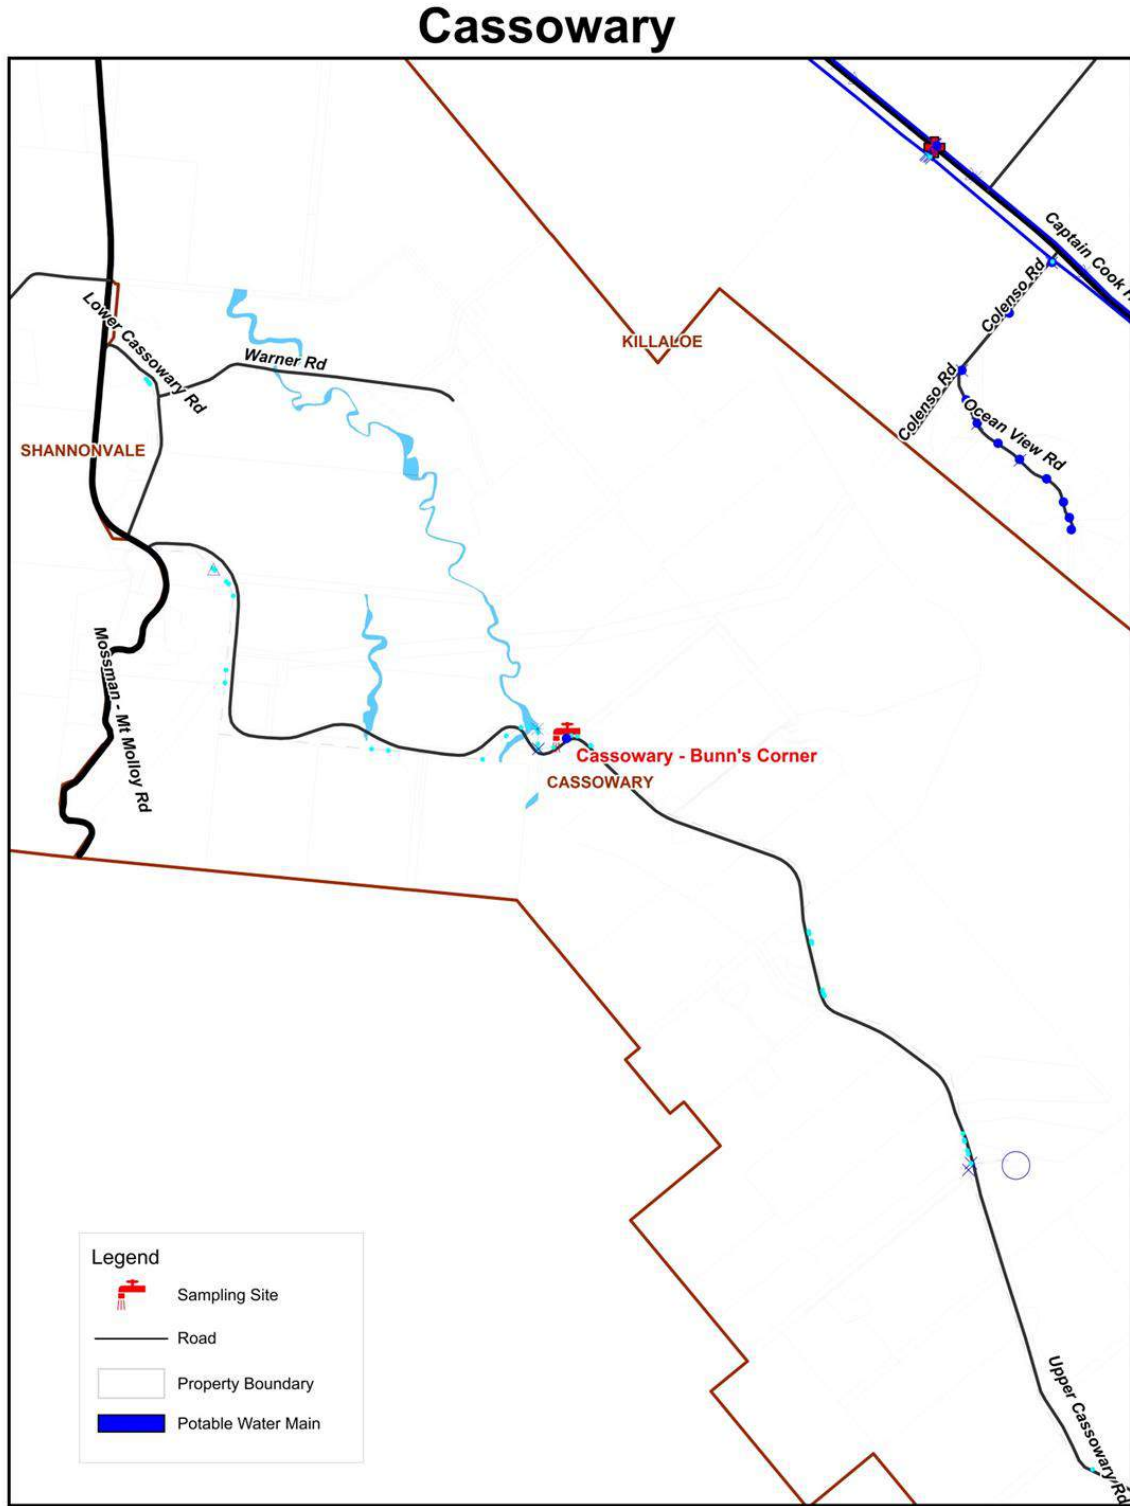 Cassowary
Captain Cook H
Colenso Rd
Lower Cassowary Rd
KILLALOE
Warner Rd
Colenso Rd
Ocean View Rd
SHANNONVALE
Mossman - Mt Molloy Rd
Cassowary - Bunn's Corner
CASSOWARY
Legend
Sampling Site
Road
Property Boundary
Potable Water Main
Upper Cassowary Rd